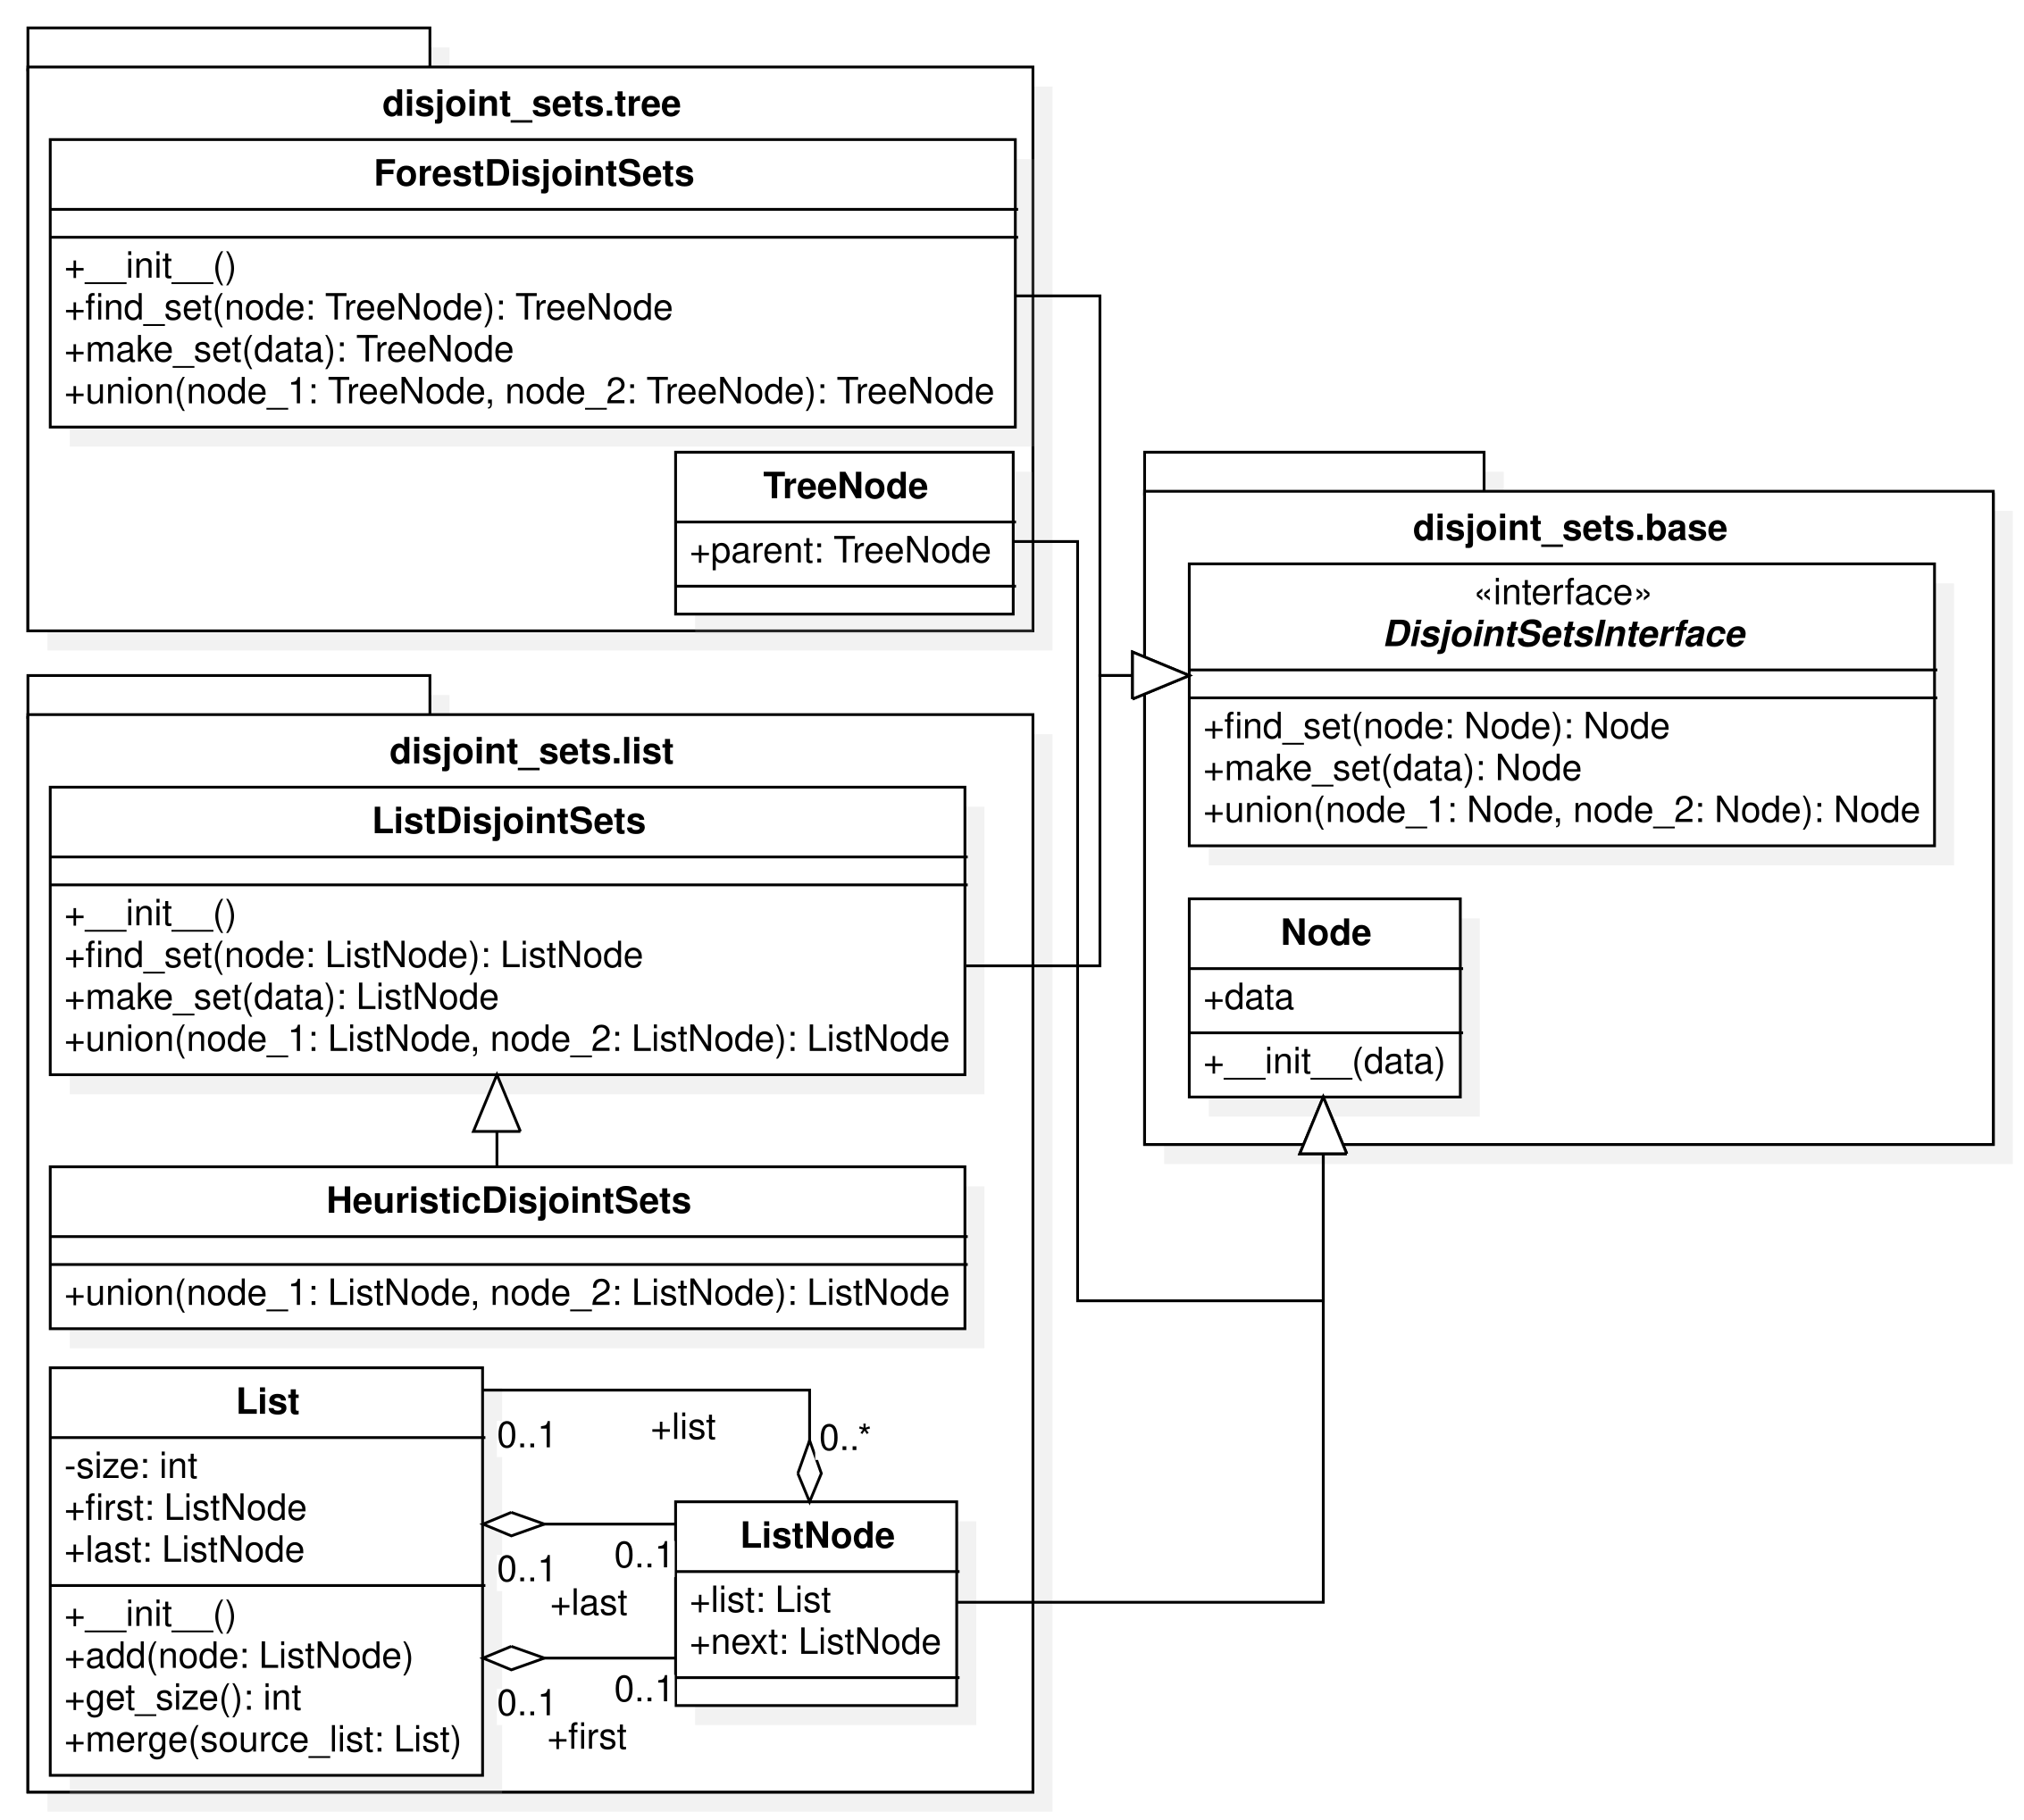 disjoint_sets.tree
ForestDisjointSets
+__init__()
+find_set(node: TreeNode): TreeNode
+make_set(data): TreeNode
+union(node_1: TreeNode, node_2: TreeNode): TreeNode
TreeNode
+parent: TreeNode
disjoint_sets.base
«interface»
DisjointSetsInterface
+find_set(node: Node): Node
+make_set(data): Node
+union(node_1: Node, node_2: Node): Node
Node
+data
+__init__(data)
disjoint_sets.list
ListDisjointSets
+__init__()
+find_set(node: ListNode): ListNode
+make_set(data): ListNode
+union(node_1: ListNode, node_2: ListNode): ListNode
HeuristicDisjointSets
+union(node_1: ListNode, node_2: ListNode): ListNode
List
-size: int
+first: ListNode
+last: ListNode
+__init__()
+add(node: ListNode)
+get_size(): int
+merge(source_list: List)
0..1
+list
0..*
0..1
0..1
+last
0..1
0..1
+first
ListNode
+list: List
+next: ListNode